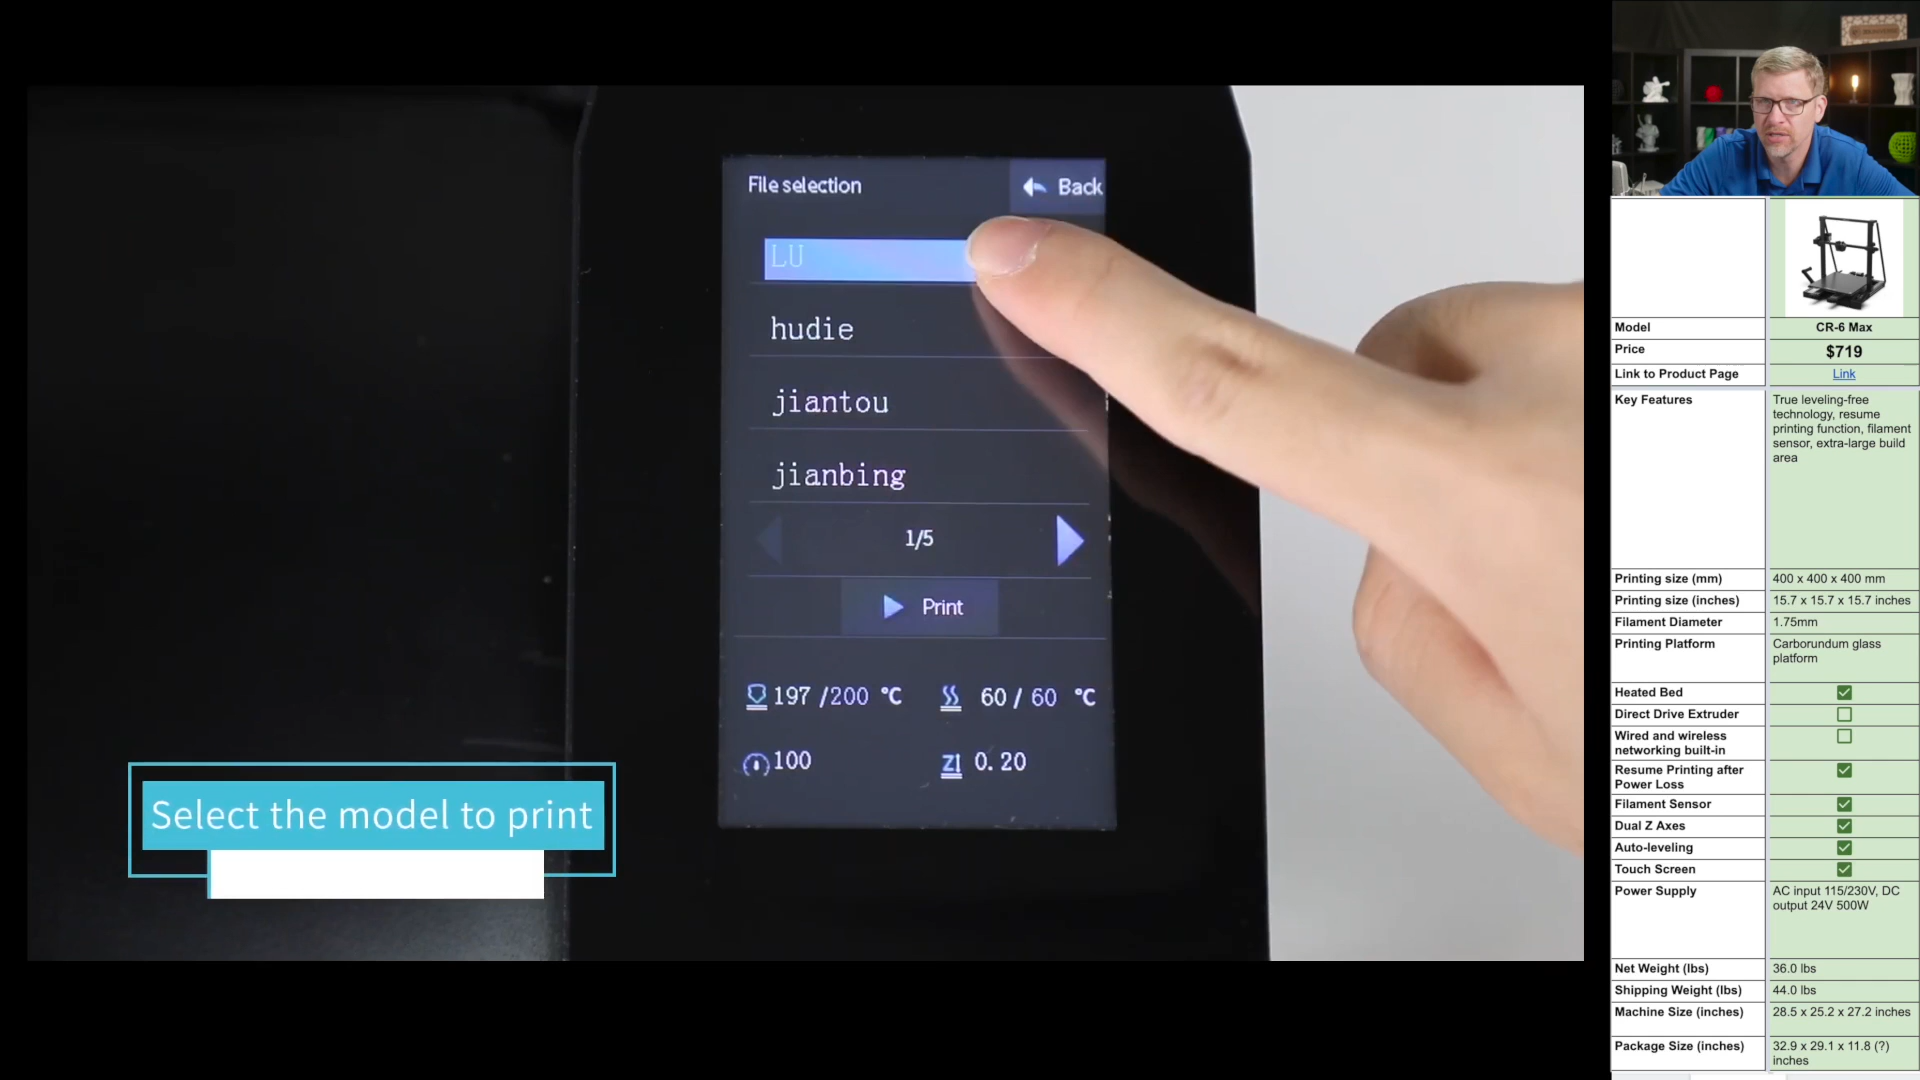 File selection
Back
LU
hudie
jiantou
jianbing
1/5
Print
197 /200 ℃
60 / 60 ℃
100
0.20
Select the model to print
Model
CR-6 Max
Price
$719
Link to Product Page
Link
Key Features
True leveling-free
technology, resume
printing function, filament
sensor, extra-large build
area
Printing size (mm)
400 x 400 x 400 mm
Printing size (inches)
15.7 x 15.7 x 15.7 inches
Filament Diameter
1.75mm
Printing Platform
Carborundum glass
platform
Heated Bed
Direct Drive Extruder
Wired and wireless
networking built-in
Resume Printing after
Power Loss
Filament Sensor
Dual Z Axes
Auto-leveling
Touch Screen
Power Supply
AC input 115/230V, DC
output 24V 500W
Net Weight (lbs)
36.0 lbs
Shipping Weight (lbs)
44.0 lbs
Machine Size (inches)
28.5 x 25.2 x 27.2 inches
Package Size (inches)
32.9 x 29.1 x 11.8 (?)
inches